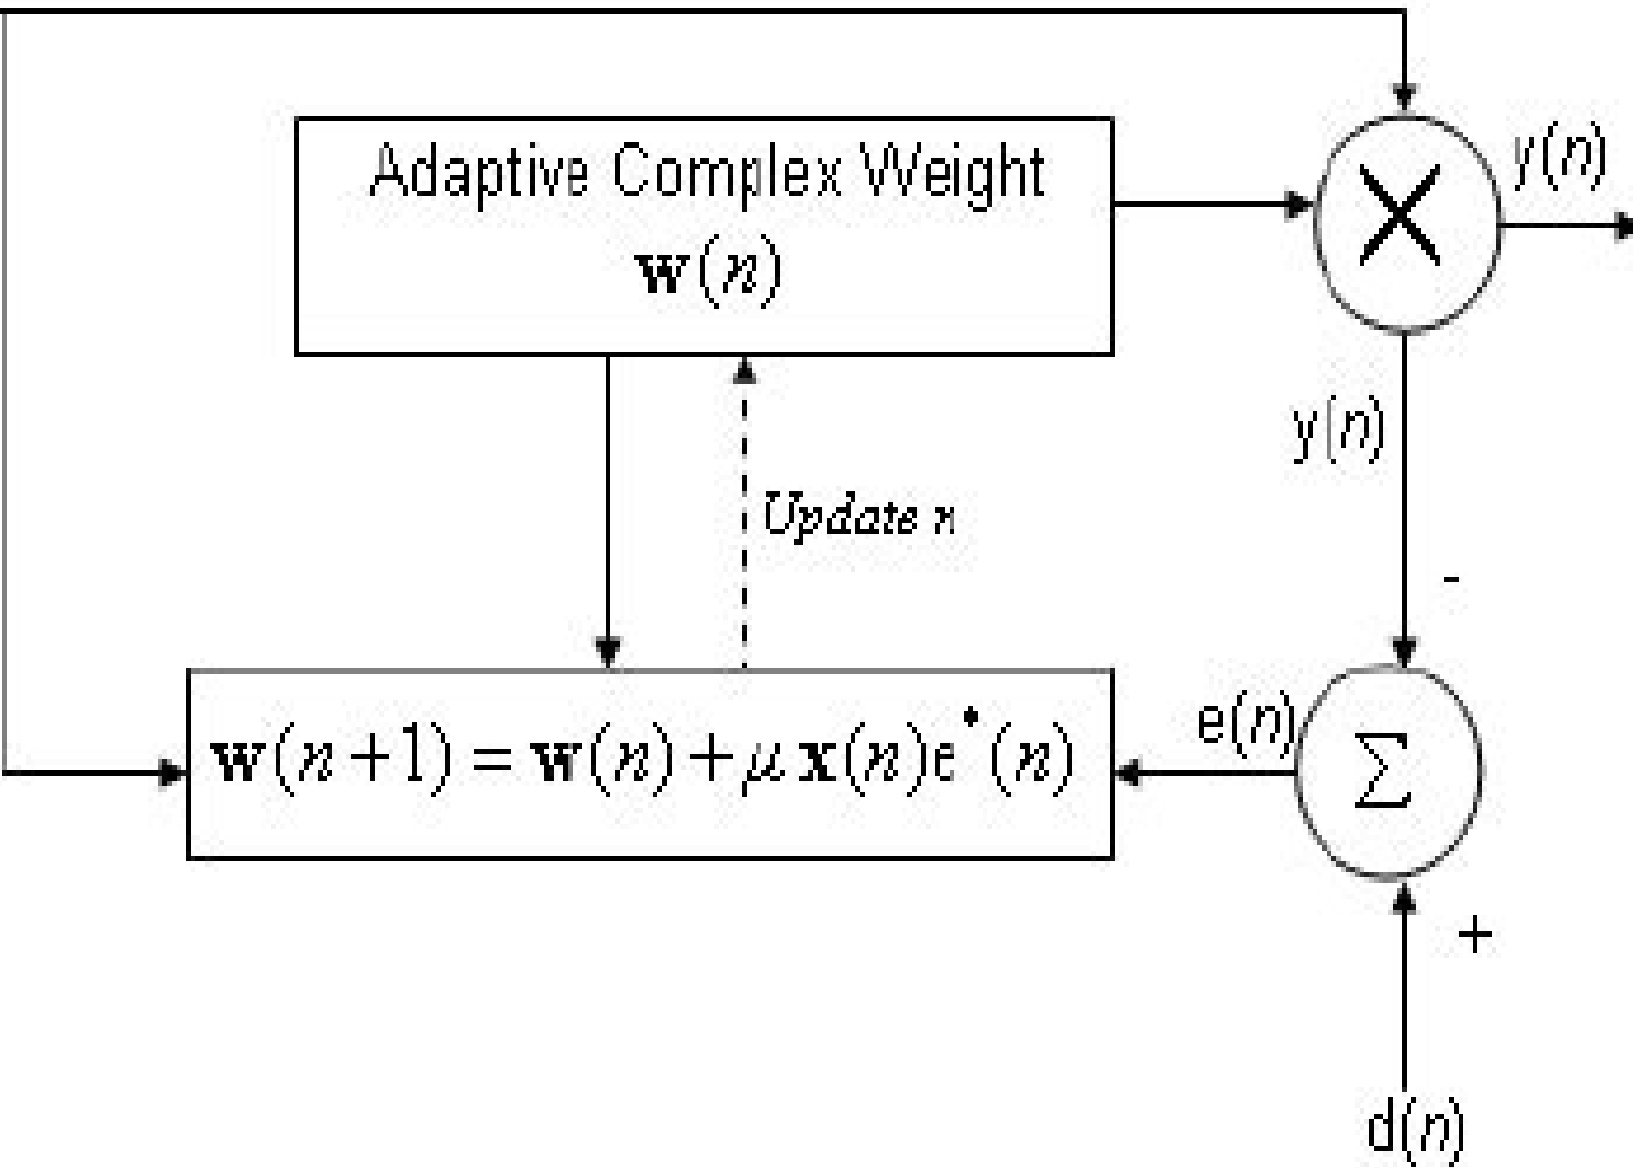 Adaptive Complex Weight
w(n)
y(n)
y(n)
Update n
-
w(n+1) = w(n) + μ x(n)e*(n)
e(n)
Σ
+
d(n)